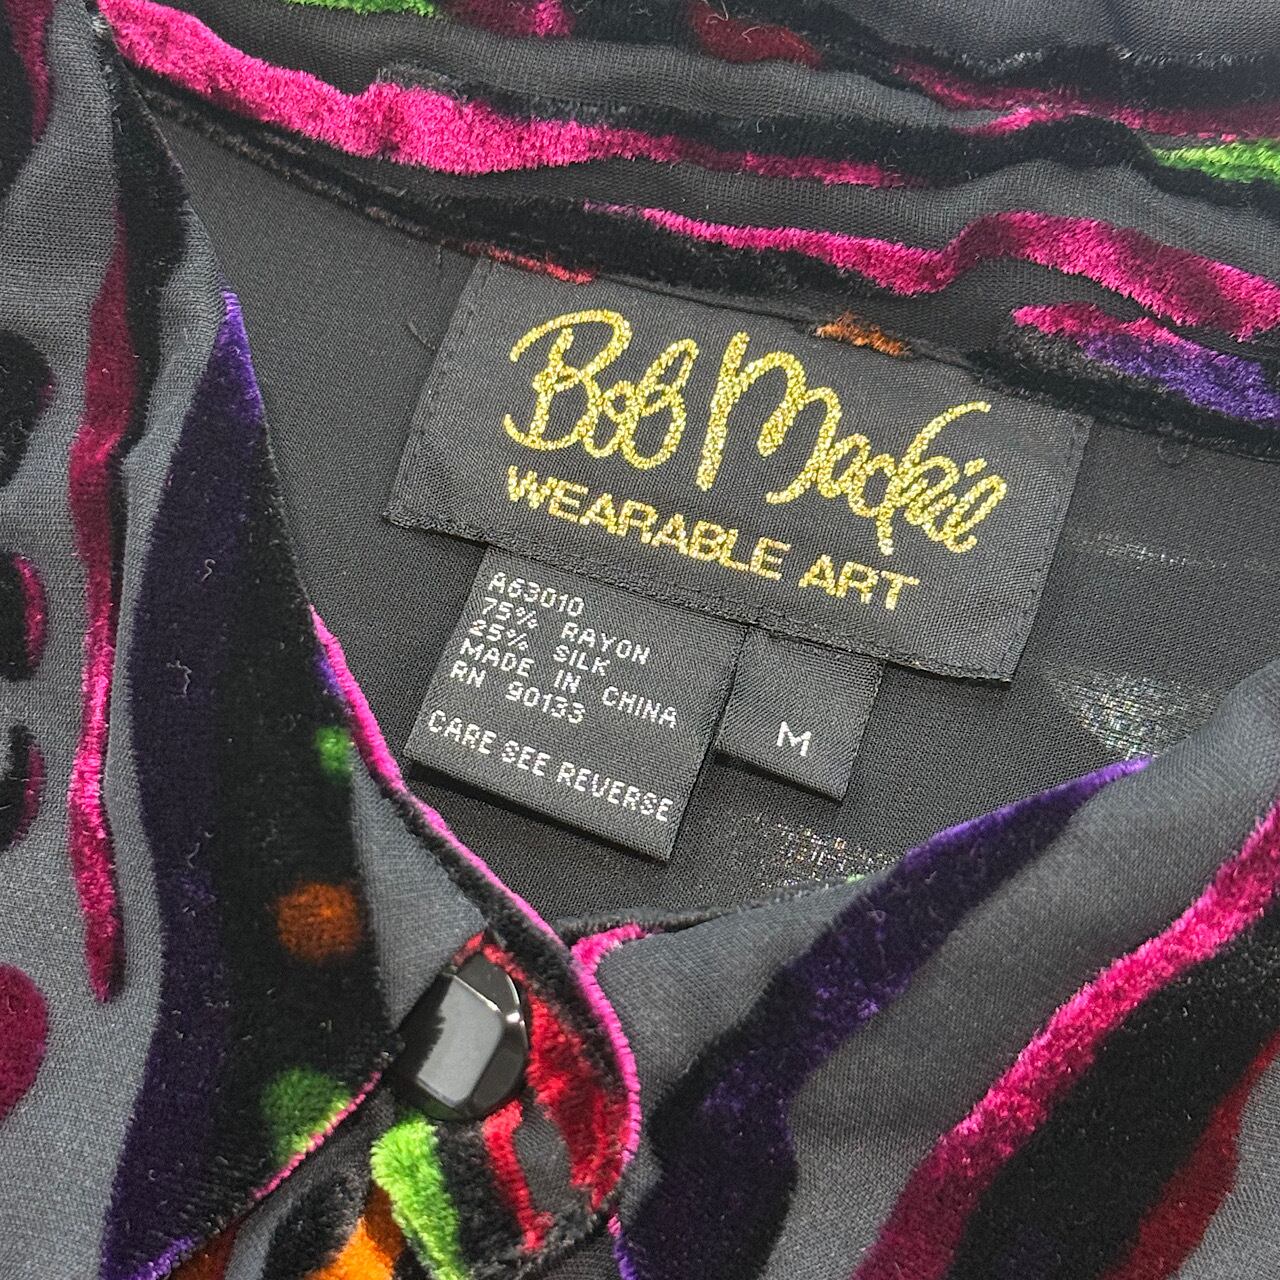 Bob Mackie
WEARABLE ART
A63010
75% RAYON
25% SILK
MADE IN CHINA
RN 90133
CARE SEE REVERSE
M